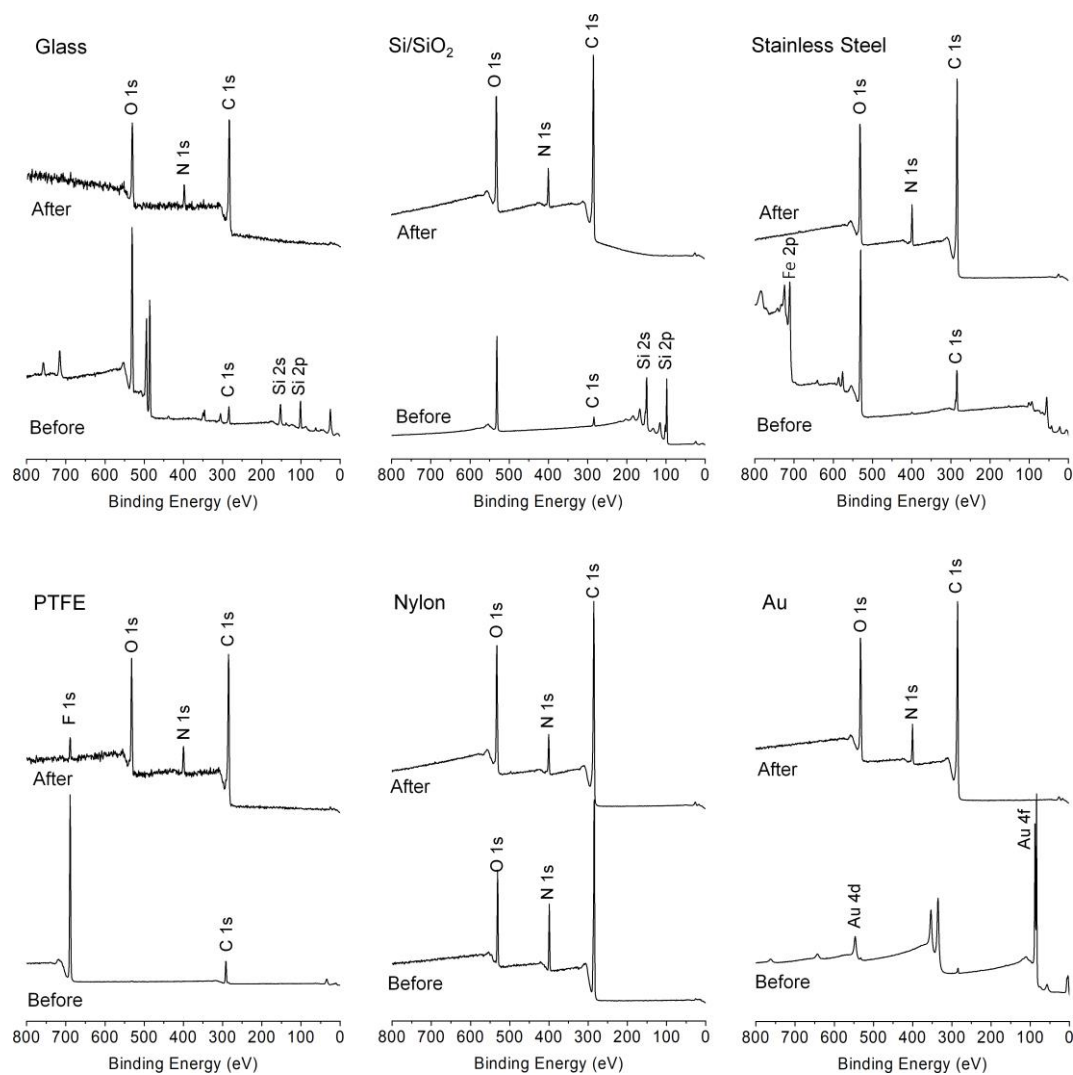 Glass
O 1s
N 1s
C 1s
After
Before
C 1s
Si 2s
Si 2p
800 700 600 500 400 300 200 100 0
Binding Energy (eV)
Si/SiO₂
O 1s
N 1s
C 1s
After
Before
C 1s
Si 2s
Si 2p
800 700 600 500 400 300 200 100 0
Binding Energy (eV)
Stainless Steel
O 1s
N 1s
C 1s
After
Fe 2p
Before
C 1s
800 700 600 500 400 300 200 100 0
Binding Energy (eV)
PTFE
F 1s
O 1s
N 1s
C 1s
After
Before
C 1s
800 700 600 500 400 300 200 100 0
Binding Energy (eV)
Nylon
O 1s
N 1s
C 1s
After
O 1s
N 1s
Before
800 700 600 500 400 300 200 100 0
Binding Energy (eV)
Au
O 1s
N 1s
C 1s
After
Au 4d
Au 4f
Before
800 700 600 500 400 300 200 100 0
Binding Energy (eV)